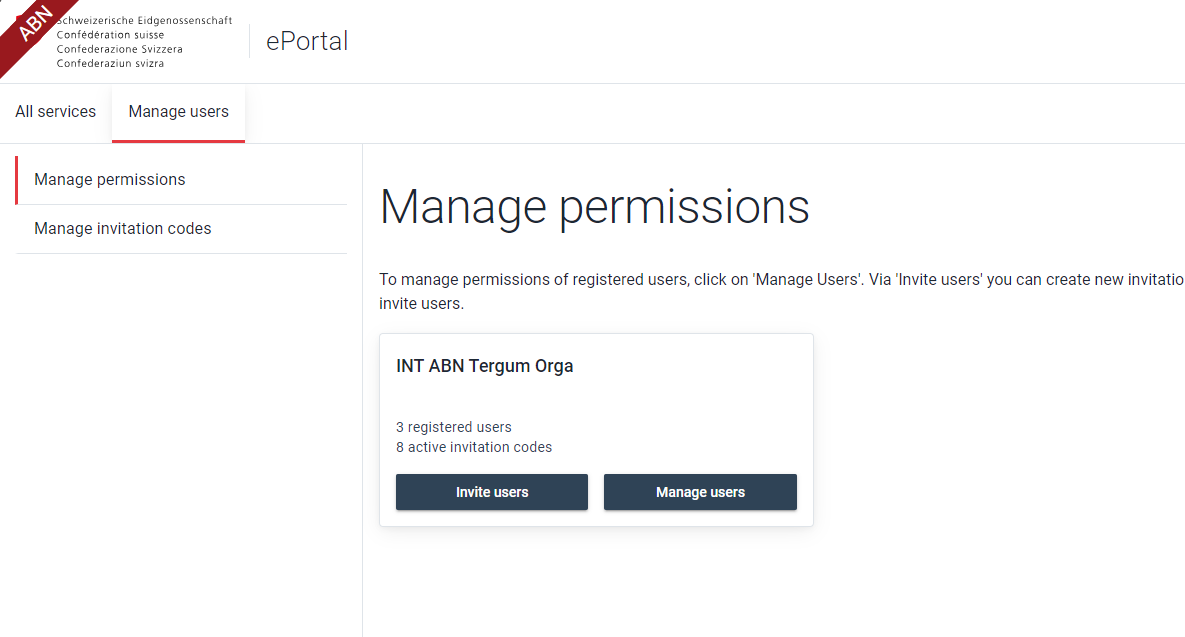 ABN
Schweizerische Eidgenossenschaft
Confédération suisse
Confederazione Svizzera
Confederaziun svizra
ePortal
All services
Manage users
Manage permissions
Manage invitation codes
Manage permissions
To manage permissions of registered users, click on 'Manage Users'. Via 'Invite users' you can create new invitatio
invite users.
INT ABN Tergum Orga
3 registered users
8 active invitation codes
Invite users
Manage users